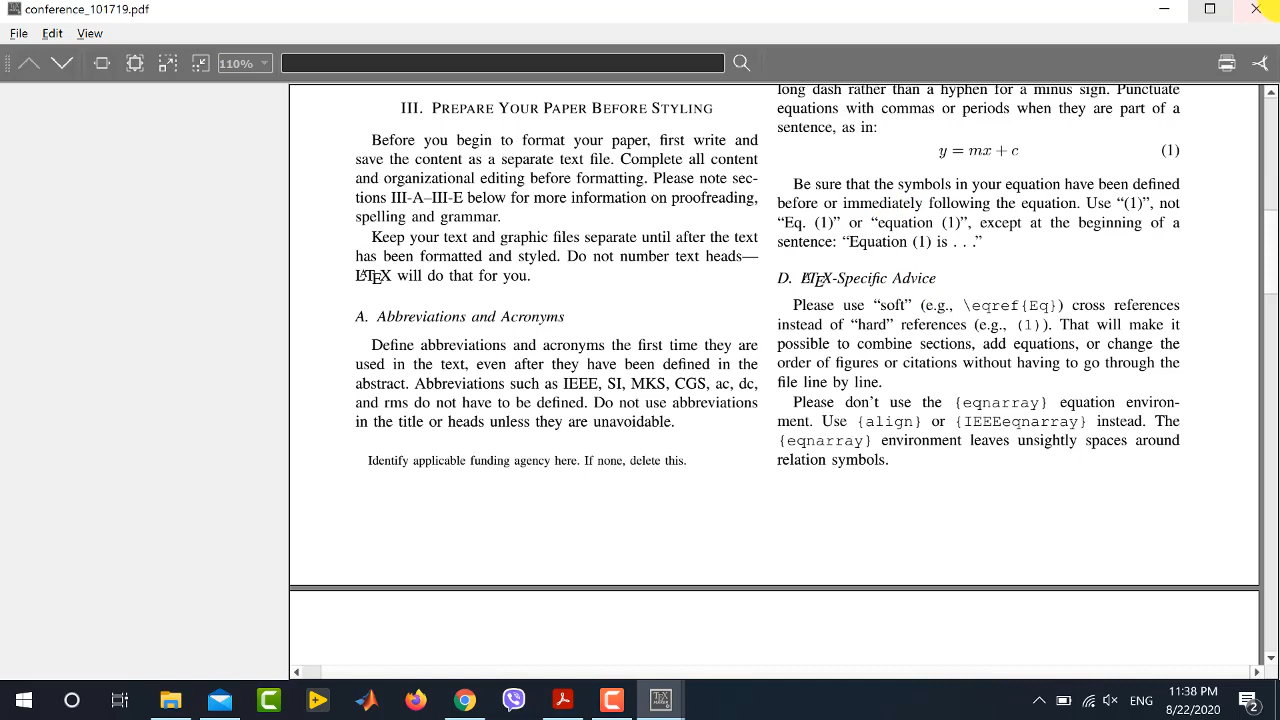 conference_101719.pdf
File Edit View
110%
III. PREPARE YOUR PAPER BEFORE STYLING
Before you begin to format your paper, first write and
save the content as a separate text file. Complete all content
and organizational editing before formatting. Please note sec-
tions III-A–III-E below for more information on proofreading,
spelling and grammar.
Keep your text and graphic files separate until after the text
has been formatted and styled. Do not number text heads—
LATEX will do that for you.
A. Abbreviations and Acronyms
Define abbreviations and acronyms the first time they are
used in the text, even after they have been defined in the
abstract. Abbreviations such as IEEE, SI, MKS, CGS, ac, dc,
and rms do not have to be defined. Do not use abbreviations
in the title or heads unless they are unavoidable.
Identify applicable funding agency here. If none, delete this.
long dash rather than a hyphen for a minus sign. Punctuate
equations with commas or periods when they are part of a
sentence, as in:
y = mx + c (1)
Be sure that the symbols in your equation have been defined
before or immediately following the equation. Use “(1)”, not
“Eq. (1)” or “equation (1)”, except at the beginning of a
sentence: “Equation (1) is . . .”
D. LATEX-Specific Advice
Please use “soft” (e.g., \eqref{Eq}) cross references
instead of “hard” references (e.g., (1)). That will make it
possible to combine sections, add equations, or change the
order of figures or citations without having to go through the
file line by line.
Please don’t use the {eqnarray} equation environ-
ment. Use {align} or {IEEEeqnarray} instead. The
{eqnarray} environment leaves unsightly spaces around
relation symbols.
ENG
11:38 PM
8/22/2020
2